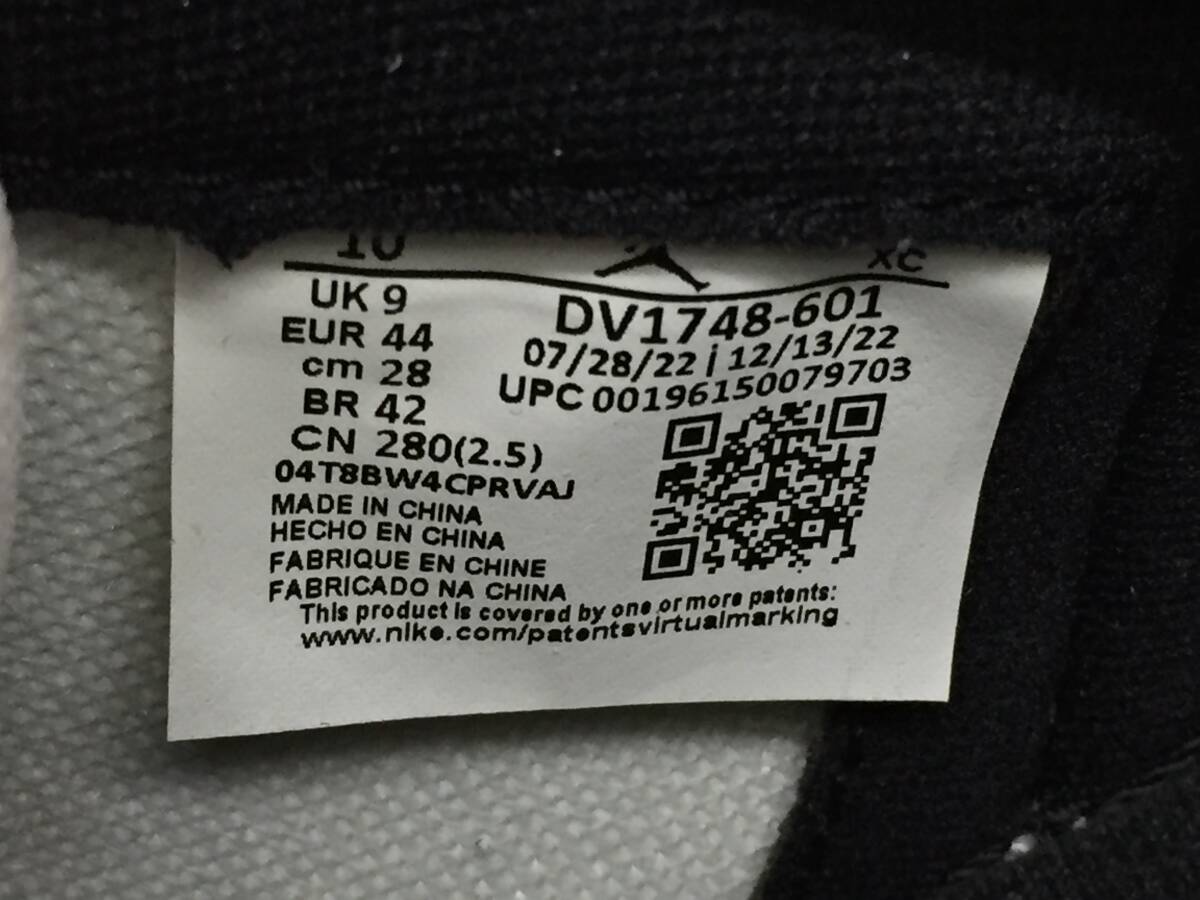 10
XC
UK 9
EUR 44
cm 28
BR 42
CN 280(2.5)
DV1748-601
07/28/22 | 12/13/22
UPC 00196150079703
04T8BW4CPRVAJ
MADE IN CHINA
HECHO EN CHINA
FABRIQUE EN CHINE
FABRICADO NA CHINA
This product is covered by one or more patents:
www.nike.com/patentsvirtualmarking